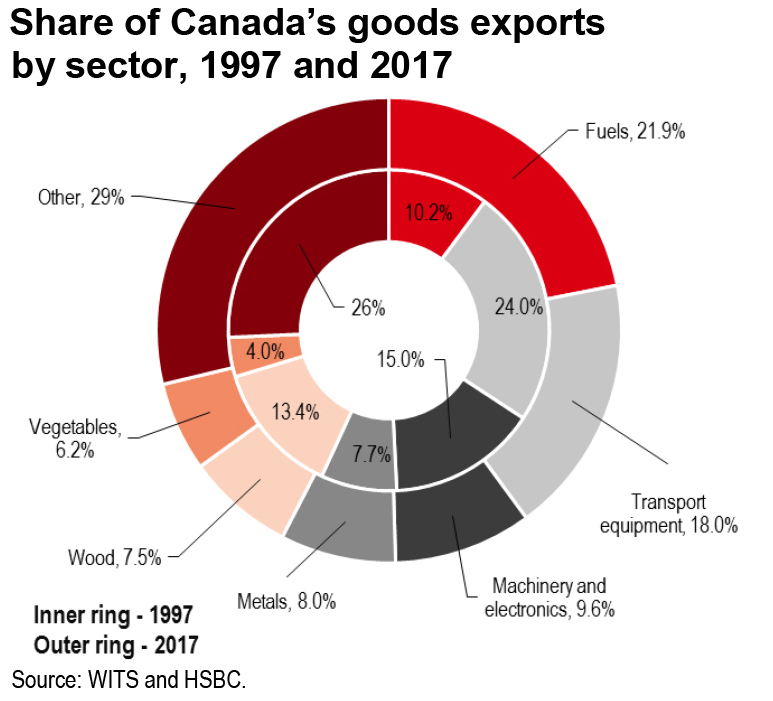 Share of Canada's goods exports
by sector, 1997 and 2017
Fuels, 21.9%
Other, 29%
10.2%
24.0%
26%
15.0%
4.0%
13.4%
7.7%
Vegetables,
6.2%
Transport
equipment, 18.0%
Wood, 7.5%
Metals, 8.0%
Machinery and
electronics, 9.6%
Inner ring - 1997
Outer ring - 2017
Source: WITS and HSBC.